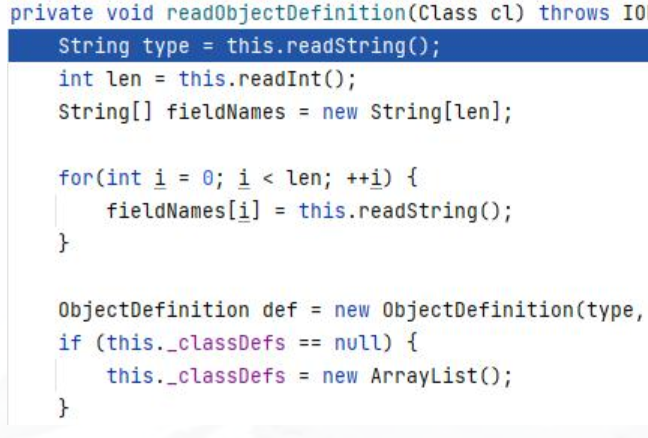 private void readObjectDefinition(Class cl) throws IO
String type = this.readString();
int len = this.readInt();
String[] fieldNames = new String[len];
for(int i = 0; i < len; ++i) {
fieldNames[i] = this.readString();
}
ObjectDefinition def = new ObjectDefinition(type,
if (this._classDefs == null) {
this._classDefs = new ArrayList();
}